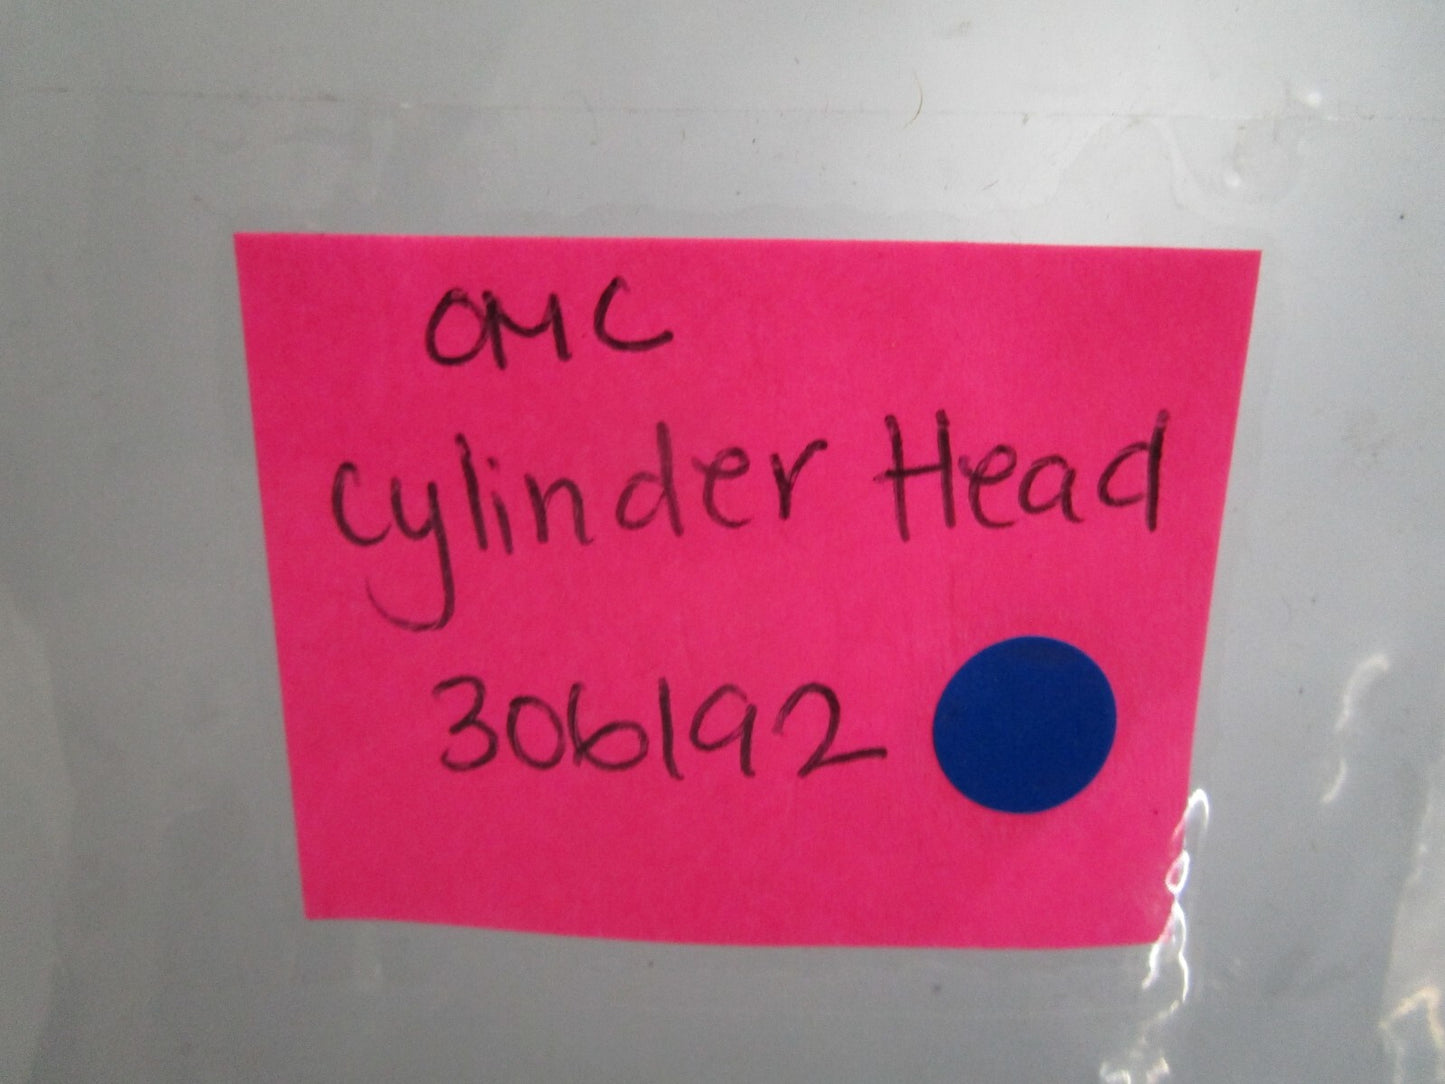 OMC
Cylinder Head
306192